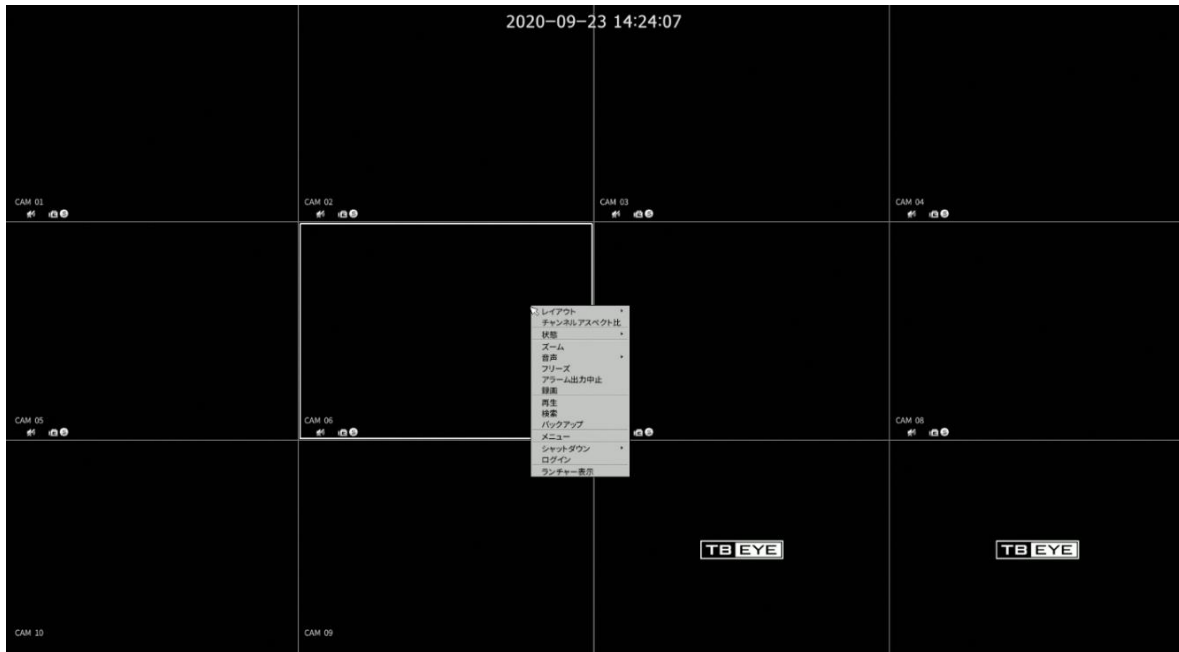 2020-09-23 14:24:07
CAM 01
CAM 02
CAM 03
CAM 04
CAM 05
CAM 06
CAM 08
レイアウト
チャンネルアスペクト比
状態
ズーム
音声
フリーズ
アラーム出力中止
録画
再生
検索
バックアップ
メニュー
シャットダウン
ログイン
ランチャー表示
TB EYE
TB EYE
CAM 10
CAM 09